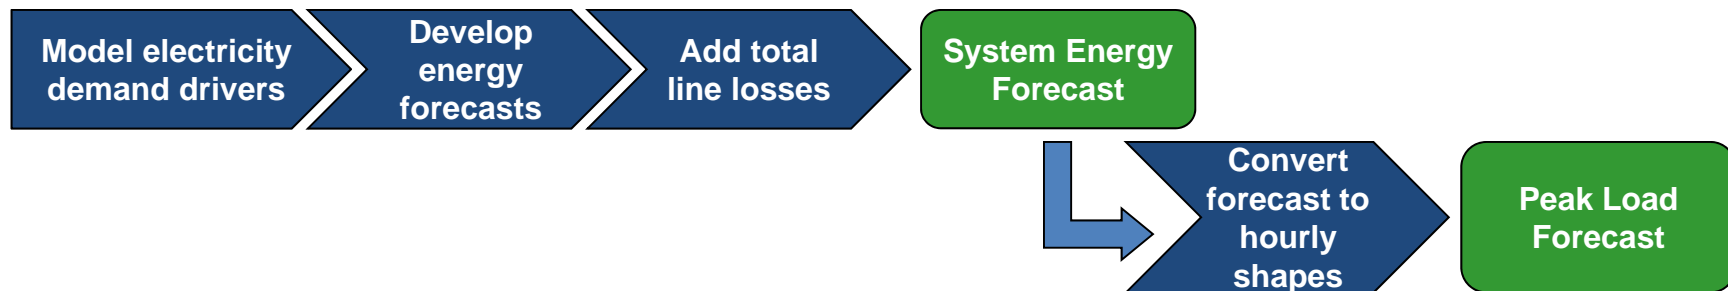 Model electricity
demand drivers
Develop
energy
forecasts
Add total
line losses
System Energy
Forecast
Convert
forecast to
hourly
shapes
Peak Load
Forecast